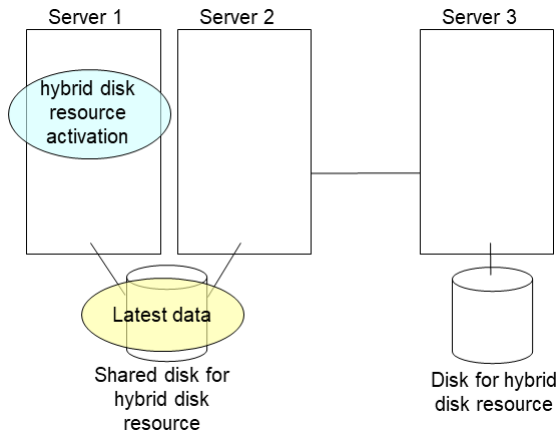 Server 1
Server 2
Server 3
hybrid disk
resource
activation
Latest data
Shared disk for
hybrid disk
resource
Disk for hybrid
disk resource